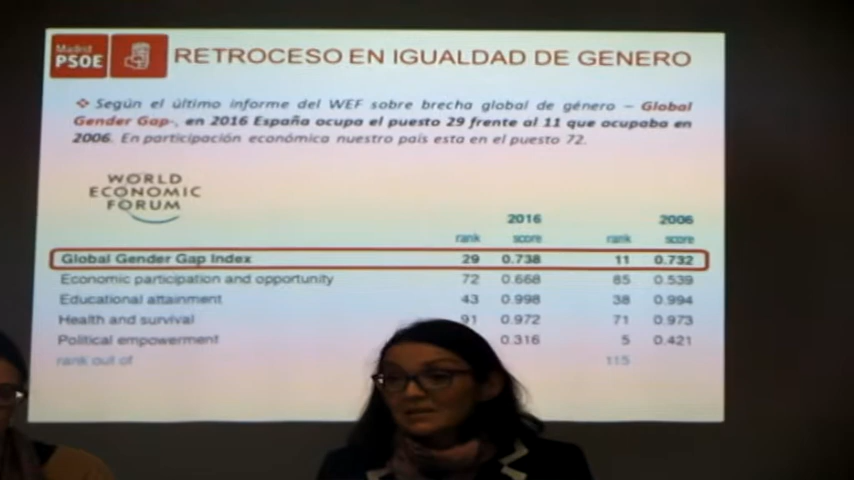 Madrid
PSOE
RETROCESO EN IGUALDAD DE GENERO
Según el último informe del WEF sobre brecha global de género – Global
Gender Gap-, en 2016 España ocupa el puesto 29 frente al 11 que ocupaba en
2006. En participación económica nuestro país esta en el puesto 72.
WORLD
ECONOMIC
FORUM
2016 2006
rank score rank score
Global Gender Gap Index 29 0.738 11 0.732
Economic participation and opportunity 72 0.668 85 0.539
Educational attainment 43 0.998 38 0.994
Health and survival 91 0.972 71 0.973
Political empowerment 0.316 5 0.421
rank out of 115